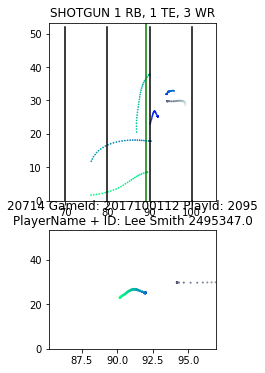 SHOTGUN 1 RB, 1 TE, 3 WR
50
40
30
20
10
0
70 80 90 100
20714 GameId: 2017100112 PlayId: 2095
PlayerName + ID: Lee Smith 2495347.0
40
20
0
87.5 90.0 92.5 95.0